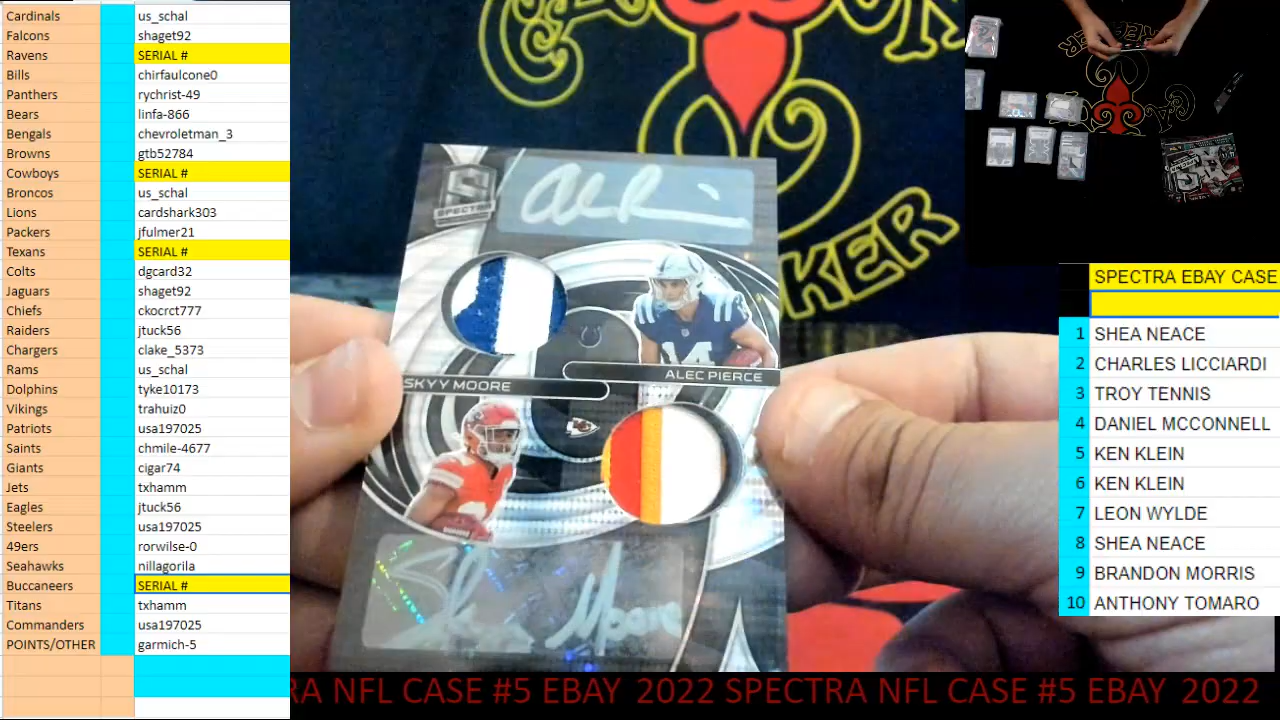 Cardinals us_schal
Falcons shaget92
Ravens SERIAL #
Bills chirfaulcone0
Panthers rychrist-49
Bears linfa-866
Bengals chevroletman_3
Browns gtb52784
Cowboys SERIAL #
Broncos us_schal
Lions cardshark303
Packers jfulmer21
Texans SERIAL #
Colts dgcard32
Jaguars shaget92
Chiefs ckocrct777
Raiders jtuck56
Chargers clake_5373
Rams us_schal
Dolphins tyke10173
Vikings trahuiz0
Patriots usa197025
Saints chmile-4677
Giants cigar74
Jets txhamm
Eagles jtuck56
Steelers usa197025
49ers rorwilse-0
Seahawks nillagorila
Buccaneers SERIAL #
Titans txhamm
Commanders usa197025
POINTS/OTHER garmich-5
KER
S
SPECTRA
14
ALEC PIERCE
SKYY MOORE
Skyy Moore
SPECTRA EBAY CASE
1 SHEA NEACE
2 CHARLES LICCIARDI
3 TROY TENNIS
4 DANIEL MCCONNELL
5 KEN KLEIN
6 KEN KLEIN
7 LEON WYLDE
8 SHEA NEACE
9 BRANDON MORRIS
10 ANTHONY TOMARO
RA NFL CASE #5 EBAY 2022 SPECTRA NFL CASE #5 EBAY 2022